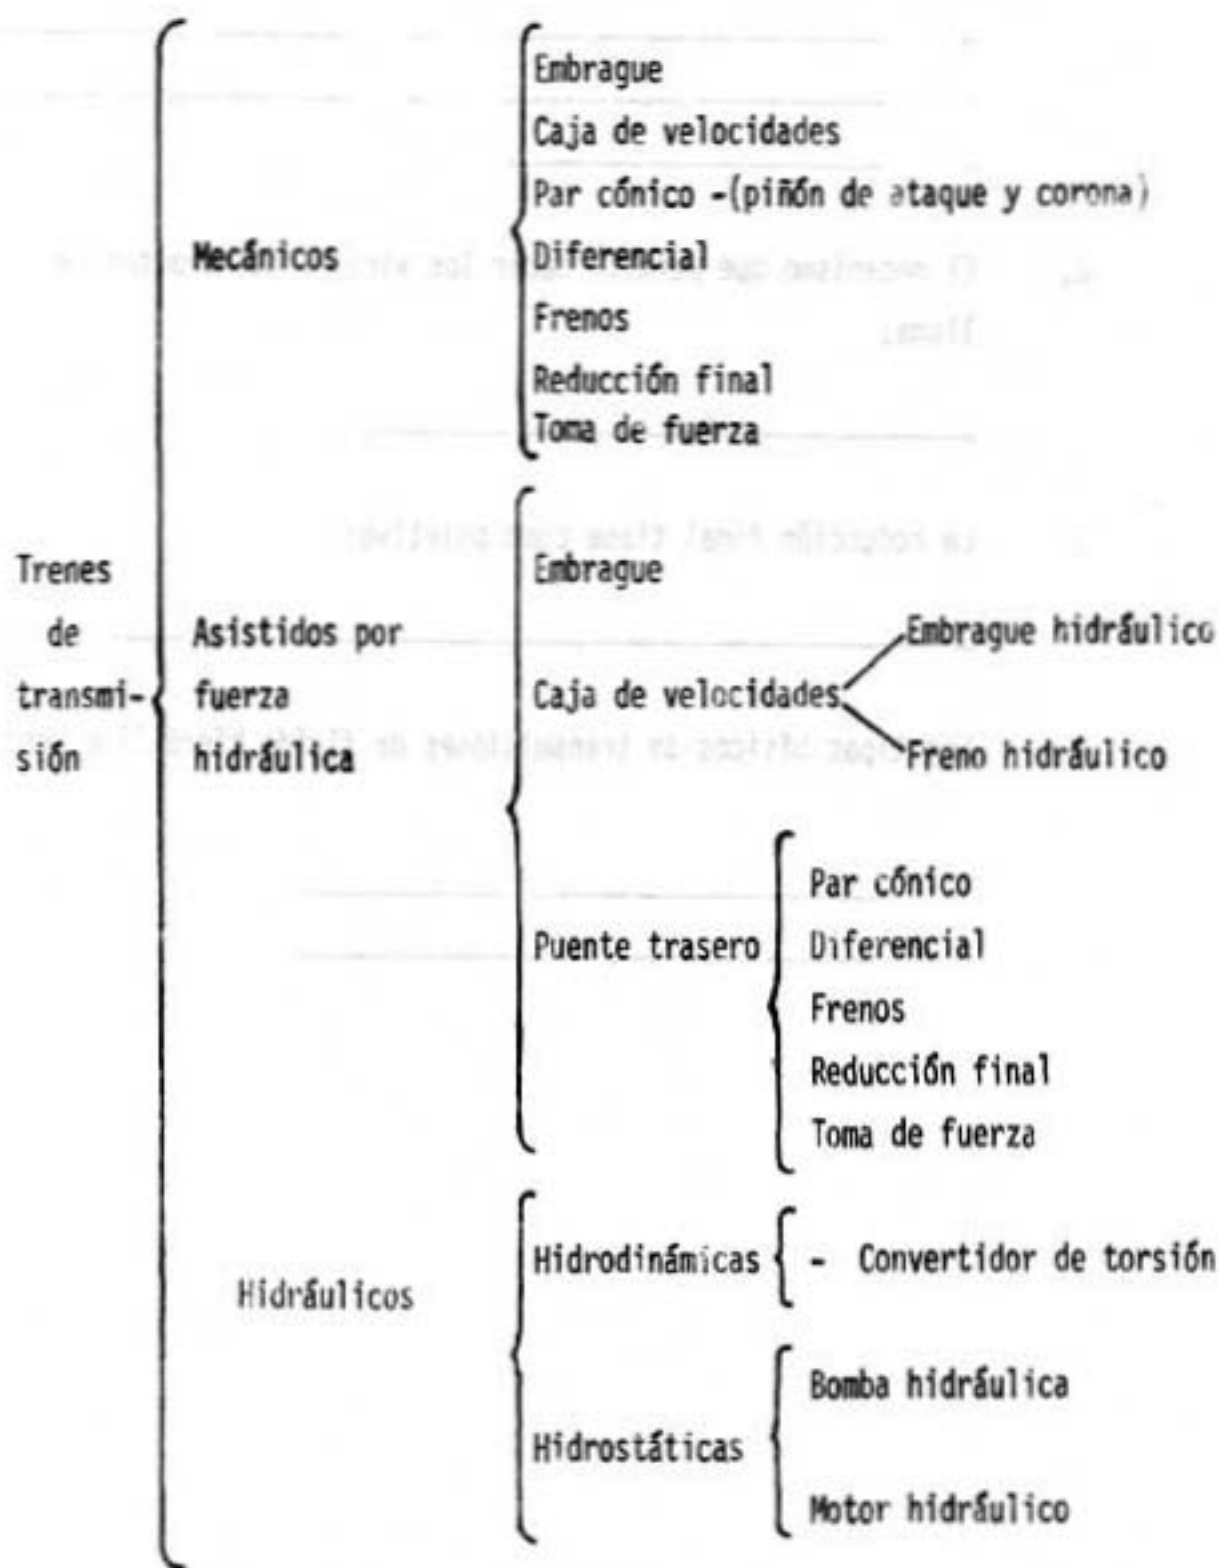 Embrague
Caja de velocidades
Par cónico -(piñón de ataque y corona)
Mecánicos
Diferencial
Frenos
Reducción final
Toma de fuerza
Trenes
de
transmi-
sión
Asistidos por
fuerza
hidráulica
Embrague
Caja de velocidades
Embrague hidráulico
Freno hidráulico
Puente trasero
Par cónico
Diferencial
Frenos
Reducción final
Toma de fuerza
Hidráulicos
Hidrodinámicas
- Convertidor de torsión
Hidrostáticas
Bomba hidráulica
Motor hidráulico